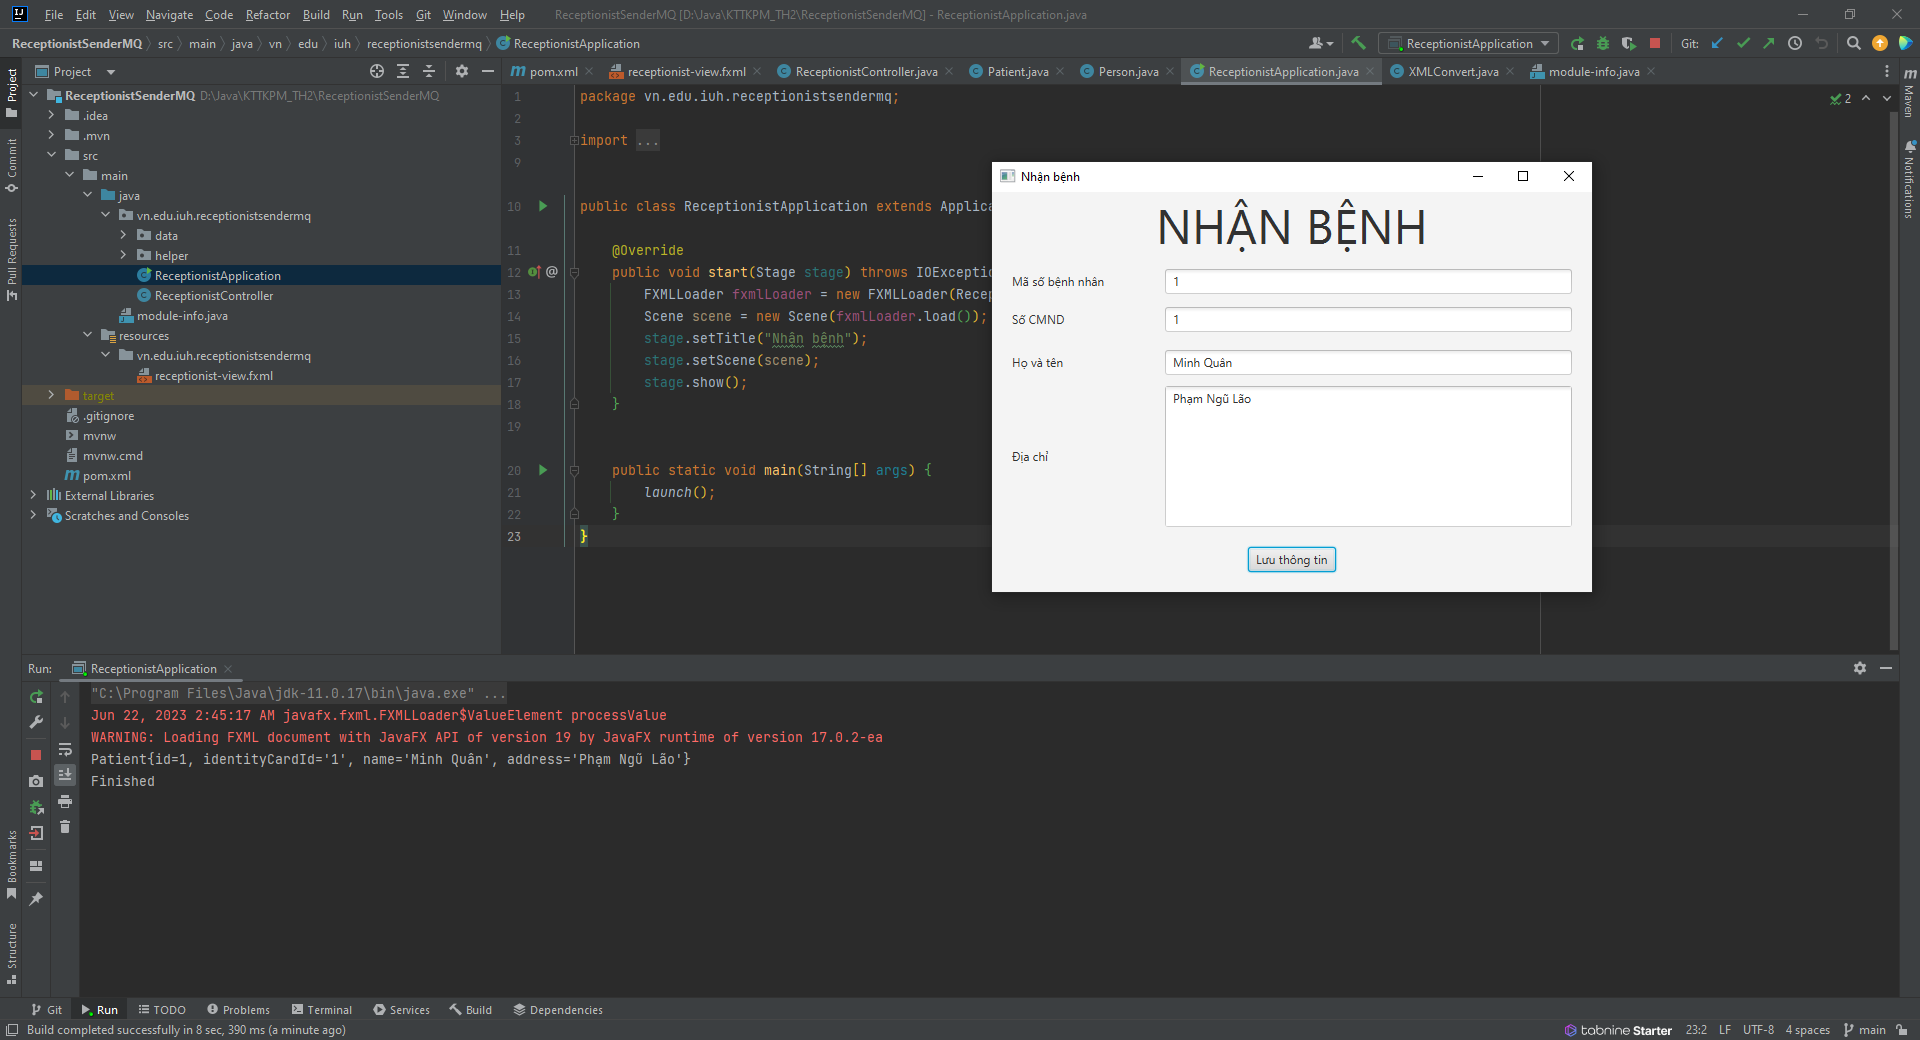 File Edit View Navigate Code Refactor Build Run Tools Git Window Help ReceptionistSenderMQ [D:\Java\KTTKPM_TH2\ReceptionistSenderMQ] - ReceptionistApplication.java
ReceptionistSenderMQ src main java vn edu iuh receptionistsendermq ReceptionistApplication
ReceptionistApplication Git:
Project
pom.xml receptionist-view.fxml ReceptionistController.java Patient.java Person.java ReceptionistApplication.java XMLConvert.java module-info.java
Project
Commit
Pull Requests
Bookmarks
Structure
Maven
Notifications
ReceptionistSenderMQ D:\Java\KTTKPM_TH2\ReceptionistSenderMQ
.idea
.mvn
src
main
java
vn.edu.iuh.receptionistsendermq
data
helper
ReceptionistApplication
ReceptionistController
module-info.java
resources
vn.edu.iuh.receptionistsendermq
receptionist-view.fxml
target
.gitignore
mvnw
mvnw.cmd
pom.xml
External Libraries
Scratches and Consoles
2
1 package vn.edu.iuh.receptionistsendermq;
2
3 import ...
9
10 public class ReceptionistApplication extends Applica
11 @Override
12 public void start(Stage stage) throws IOExceptio
13 FXMLLoader fxmlLoader = new FXMLLoader(Recep
14 Scene scene = new Scene(fxmlLoader.load());
15 stage.setTitle("Nhận bệnh");
16 stage.setScene(scene);
17 stage.show();
18 }
19
20 public static void main(String[] args) {
21 launch();
22 }
23 }
Nhận bệnh
NHẬN BỆNH
Mã số bệnh nhân 1
Số CMND 1
Họ và tên Minh Quân
Địa chỉ Phạm Ngũ Lão
Lưu thông tin
Run: ReceptionistApplication
"C:\Program Files\Java\jdk-11.0.17\bin\java.exe" ...
Jun 22, 2023 2:45:17 AM javafx.fxml.FXMLLoader$ValueElement processValue
WARNING: Loading FXML document with JavaFX API of version 19 by JavaFX runtime of version 17.0.2-ea
Patient{id=1, identityCardId='1', name='Minh Quân', address='Phạm Ngũ Lão'}
Finished
Git Run TODO Problems Terminal Services Build Dependencies
Build completed successfully in 8 sec, 390 ms (a minute ago) tabnine Starter 23:2 LF UTF-8 4 spaces main